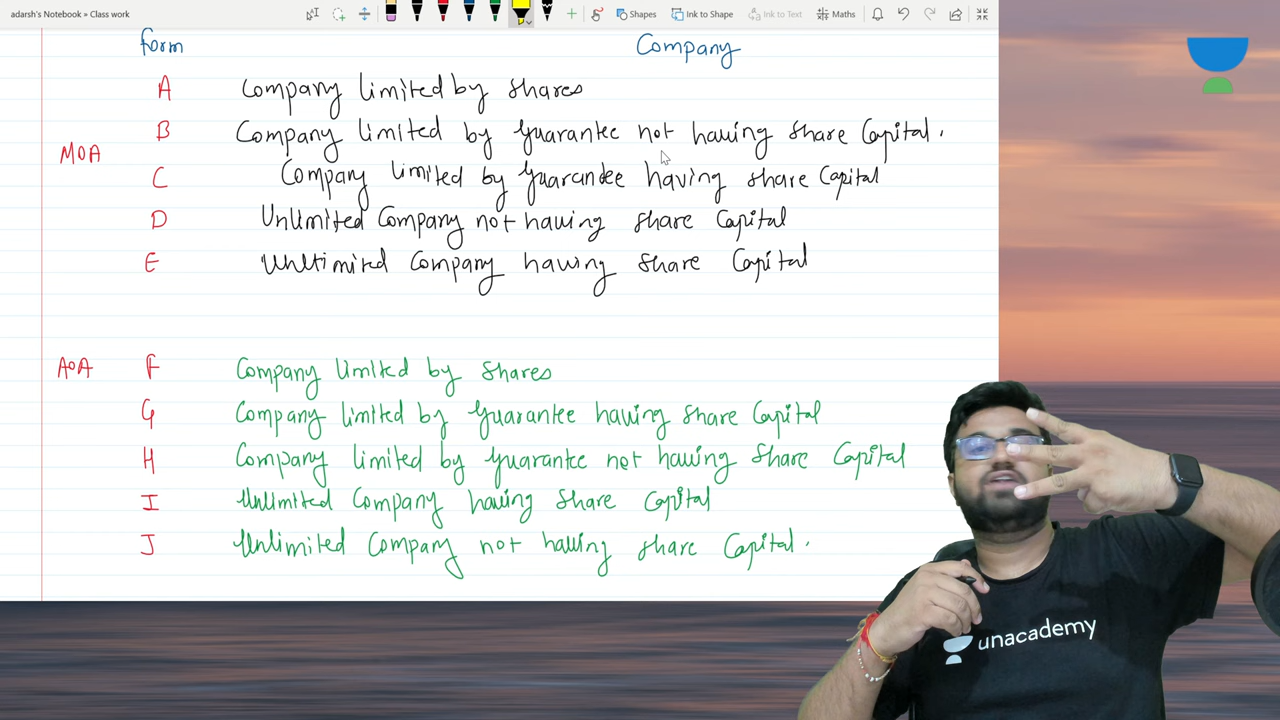 adarsh's Notebook » Class work
Shapes Ink to Shape Ink to Text Maths
form Company
A Company limited by shares
B Company limited by guarantee not having share Capital.
MOA
C Company limited by guarandee having share Capital
D Unlimited Company not having share Capital
E Unltimited Company having share Capital
AOA F Company limited by shares
G Company limited by guarantee having share Capital
H Company limited by guarantee not having share Capital
I Unlimited Company having share Capital
J Unlimited Company not having share Capital.
unacademy